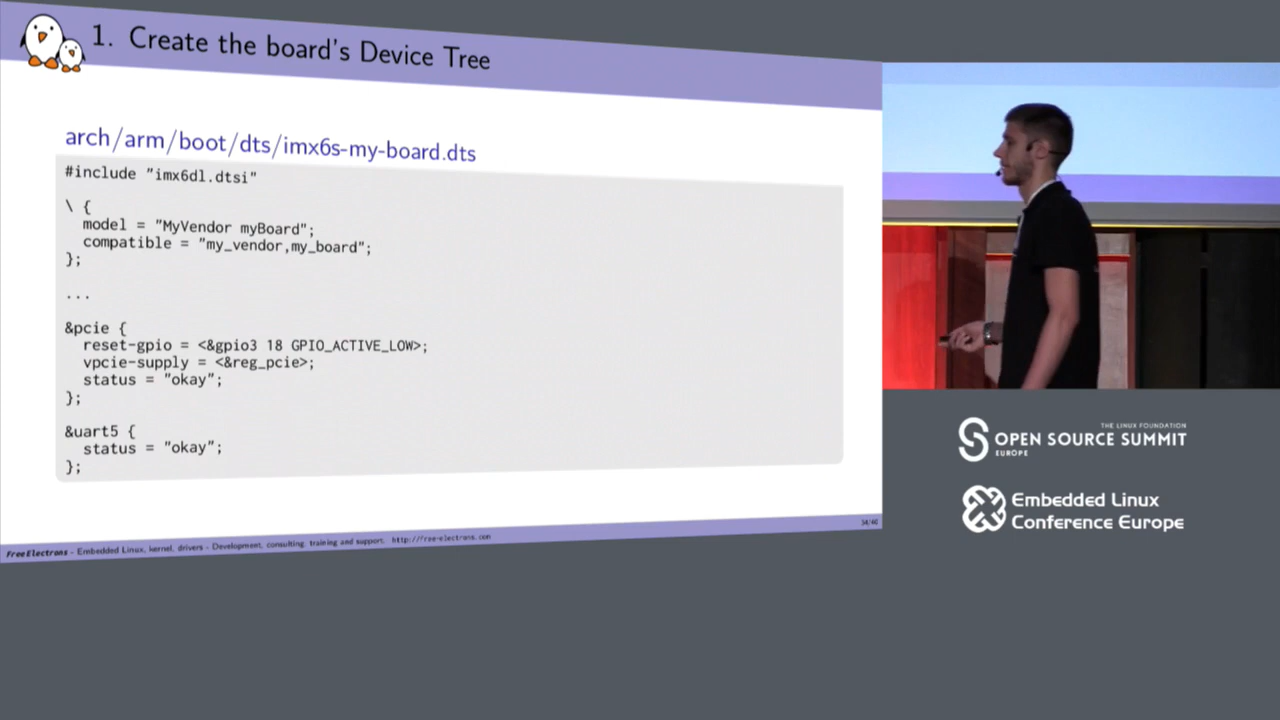 1. Create the board's Device Tree
arch/arm/boot/dts/imx6s-my-board.dts
#include "imx6dl.dtsi"
\ {
model = "MyVendor myBoard";
compatible = "my_vendor,my_board";
};
...
&pcie {
reset-gpio = <&gpio3 18 GPIO_ACTIVE_LOW>;
vpcie-supply = <&reg_pcie>;
status = "okay";
};
&uart5 {
status = "okay";
};
Free Electrons - Embedded Linux, kernel, drivers - Development, consulting, training and support. http://free-electrons.com
THE LINUX FOUNDATION
OPEN SOURCE SUMMIT
EUROPE
Embedded Linux
Conference Europe